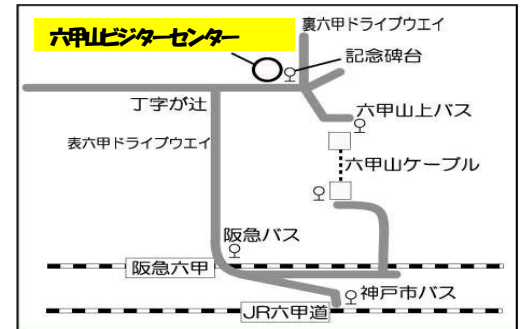 裏六甲ドライブウエイ
六甲山ビジターセンター
記念碑台
丁字が辻
六甲山上バス
表六甲ドライブウエイ
六甲山ケーブル
阪急バス
阪急六甲
神戸市バス
JR六甲道